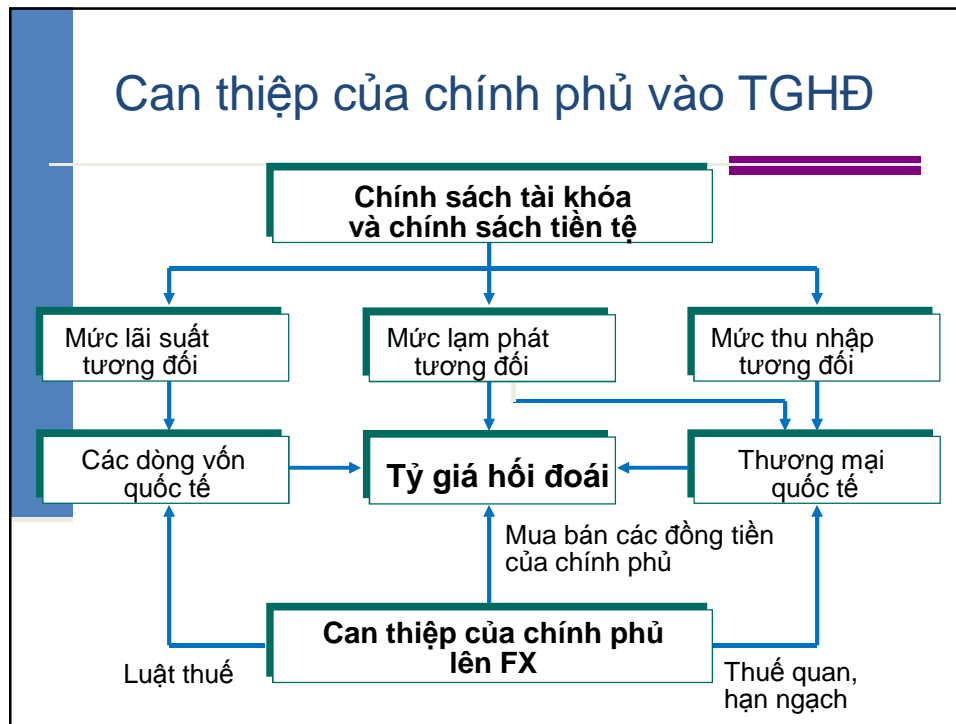 Can thiệp của chính phủ vào TGHĐ
Chính sách tài khóa
và chính sách tiền tệ
Mức lãi suất
tương đối
Mức lạm phát
tương đối
Mức thu nhập
tương đối
Các dòng vốn
quốc tế
Tỷ giá hối đoái
Thương mại
quốc tế
Mua bán các đồng tiền
của chính phủ
Can thiệp của chính phủ
lên FX
Luật thuế
Thuế quan,
hạn ngạch